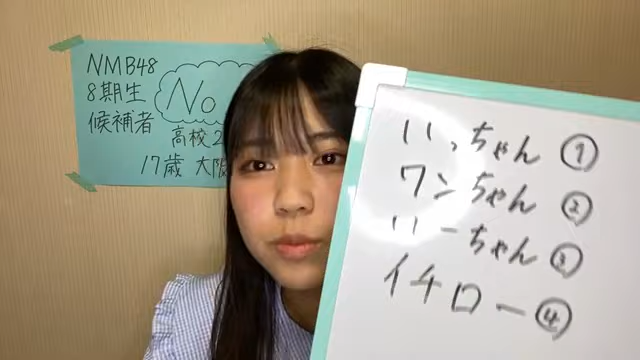 NMB48
8期生
候補者
No
高校2
17歳 大阪
いっちゃん ①
ワンちゃん ②
いーちゃん ③
イチロー ④